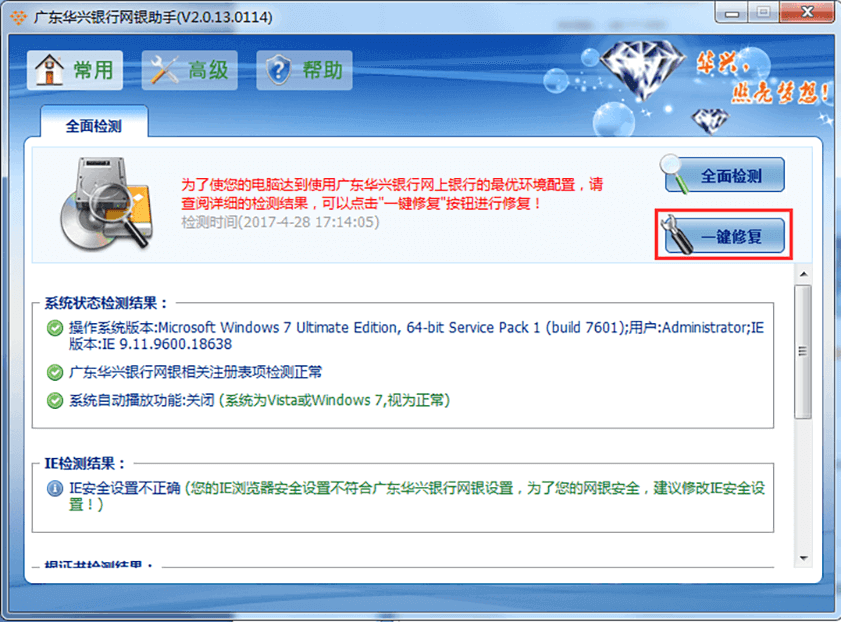 广东华兴银行网银助手(V2.0.13.0114)
常用 高级 帮助
华兴、
照亮梦想!
全面检测
为了使您的电脑达到使用广东华兴银行网上银行的最优环境配置，请
查阅详细的检测结果，可以点击"一键修复"按钮进行修复！
检测时间(2017-4-28 17:14:05)
全面检测
一键修复
系统状态检测结果：
操作系统版本:Microsoft Windows 7 Ultimate Edition, 64-bit Service Pack 1 (build 7601);用户:Administrator;IE
版本:IE 9.11.9600.18638
广东华兴银行网银相关注册表项检测正常
系统自动播放功能:关闭 (系统为Vista或Windows 7,视为正常)
IE检测结果：
IE安全设置不正确 (您的IE浏览器安全设置不符合广东华兴银行网银设置，为了您的网银安全，建议修改IE安全设
置！)
根证书检测结果：